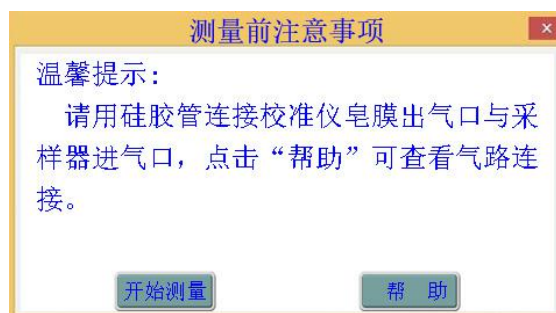 测量前注意事项
×
温馨提示:
请用硅胶管连接校准仪皂膜出气口与采
样器进气口，点击“帮助”可查看气路连
接。
开始测量
帮 助